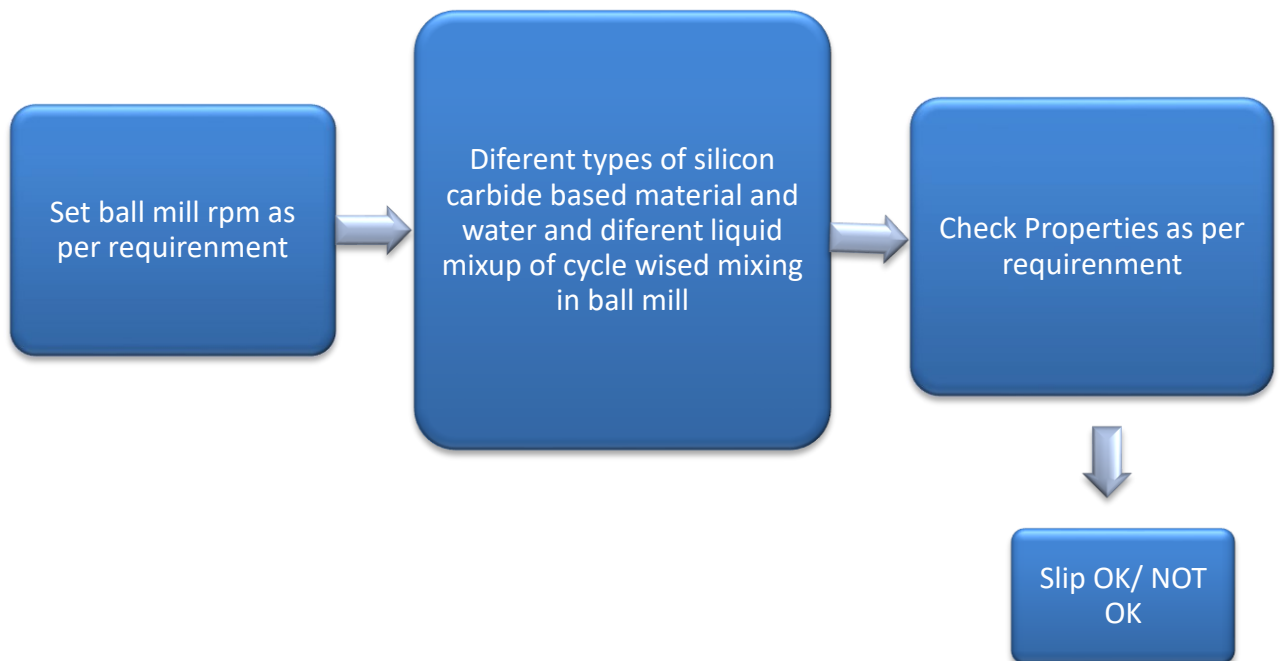 Set ball mill rpm as
per requirenment
Diferent types of silicon
carbide based material and
water and diferent liquid
mixup of cycle wised mixing
in ball mill
Check Properties as per
requirenment
Slip OK/ NOT
OK